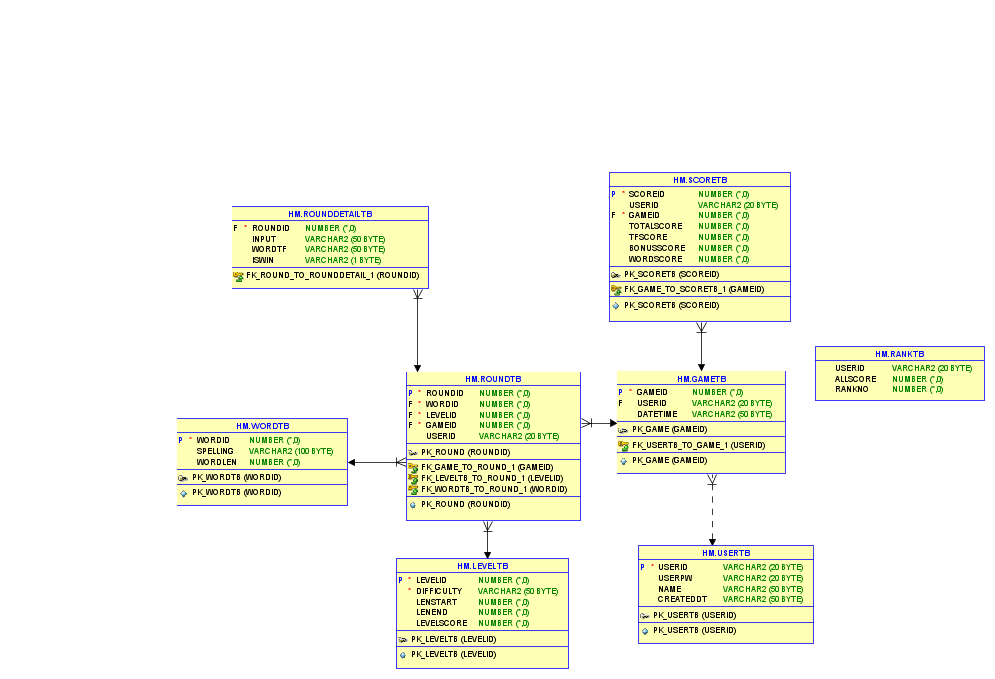 HM.SCORETB
P * SCOREID NUMBER (*,0)
USERID VARCHAR2 (20 BYTE)
F * GAMEID NUMBER (*,0)
TOTALSCORE NUMBER (*,0)
TFSCORE NUMBER (*,0)
BONUSSCORE NUMBER (*,0)
WORDSCORE NUMBER (*,0)
PK_SCORETB (SCOREID)
FK_GAME_TO_SCORETB_1 (GAMEID)
PK_SCORETB (SCOREID)
HM.ROUNDDETAILTB
F * ROUNDID NUMBER (*,0)
INPUT VARCHAR2 (50 BYTE)
WORDTF VARCHAR2 (50 BYTE)
ISWIN VARCHAR2 (1 BYTE)
FK_ROUND_TO_ROUNDDETAIL_1 (ROUNDID)
HM.RANKTB
USERID VARCHAR2 (20 BYTE)
ALLSCORE NUMBER (*,0)
RANKNO NUMBER (*,0)
HM.ROUNDTB
P * ROUNDID NUMBER (*,0)
F * WORDID NUMBER (*,0)
F * LEVELID NUMBER (*,0)
F * GAMEID NUMBER (*,0)
USERID VARCHAR2 (20 BYTE)
PK_ROUND (ROUNDID)
FK_GAME_TO_ROUND_1 (GAMEID)
FK_LEVELTB_TO_ROUND_1 (LEVELID)
FK_WORDTB_TO_ROUND_1 (WORDID)
PK_ROUND (ROUNDID)
HM.GAMETB
P * GAMEID NUMBER (*,0)
F USERID VARCHAR2 (20 BYTE)
DATETIME VARCHAR2 (50 BYTE)
PK_GAME (GAMEID)
FK_USERTB_TO_GAME_1 (USERID)
PK_GAME (GAMEID)
HM.WORDTB
P * WORDID NUMBER (*,0)
SPELLING VARCHAR2 (100 BYTE)
WORDLEN NUMBER (*,0)
PK_WORDTB (WORDID)
PK_WORDTB (WORDID)
HM.LEVELTB
P * LEVELID NUMBER (*,0)
* DIFFICULTY VARCHAR2 (50 BYTE)
LENSTART NUMBER (*,0)
LENEND NUMBER (*,0)
LEVELSCORE NUMBER (*,0)
PK_LEVELTB (LEVELID)
PK_LEVELTB (LEVELID)
HM.USERTB
P * USERID VARCHAR2 (20 BYTE)
USERPW VARCHAR2 (20 BYTE)
NAME VARCHAR2 (50 BYTE)
CREATEDDT VARCHAR2 (50 BYTE)
PK_USERTB (USERID)
PK_USERTB (USERID)